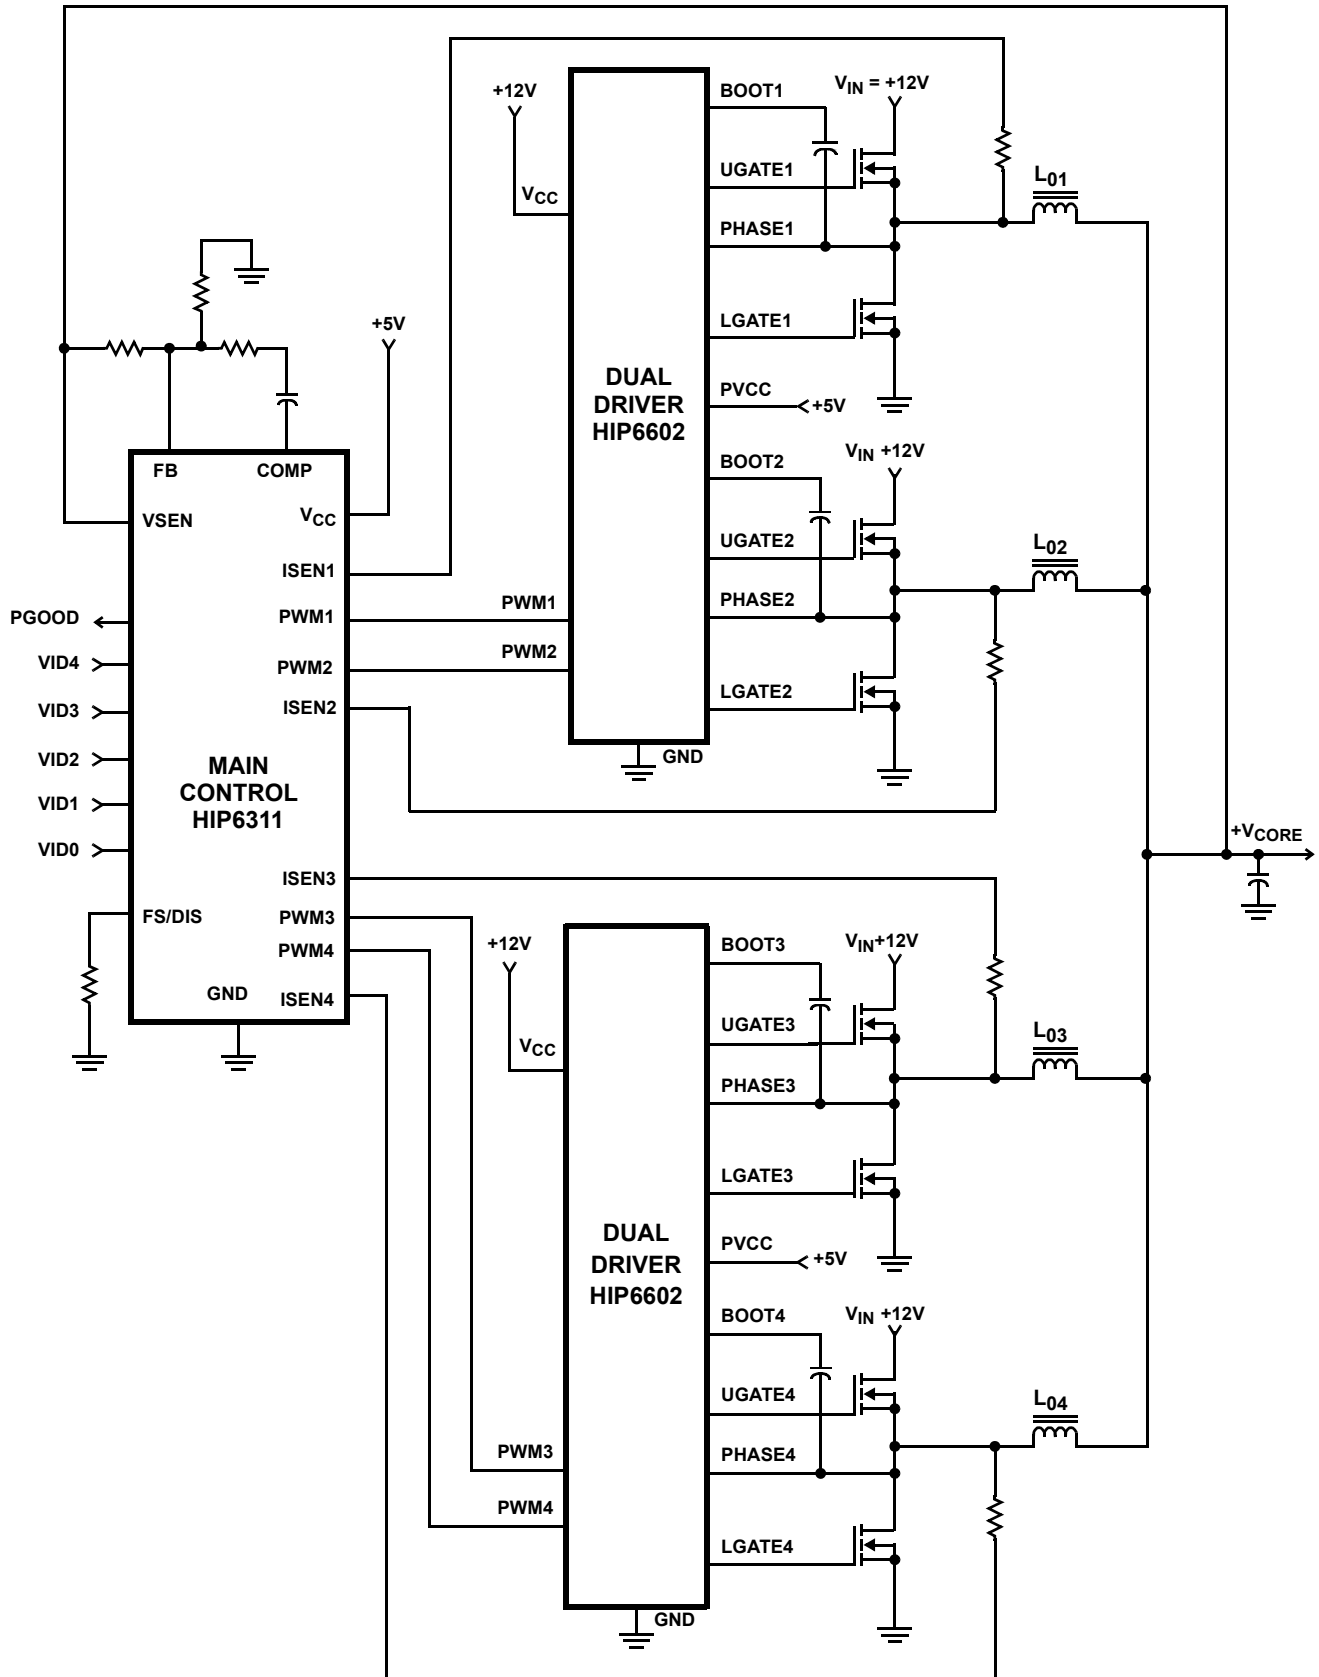 +12V
BOOT1
VIN = +12V
UGATE1
VCC
L01
PHASE1
+5V
LGATE1
DUAL
DRIVER
HIP6602
PVCC
+5V
FB
COMP
BOOT2
VIN +12V
VSEN
VCC
UGATE2
L02
ISEN1
PHASE2
PGOOD
PWM1
PWM1
VID4
PWM2
PWM2
LGATE2
VID3
ISEN2
VID2
GND
MAIN
CONTROL
HIP6311
VID1
VID0
+VCORE
ISEN3
FS/DIS
PWM3
PWM4
+12V
BOOT3
VIN+12V
GND
ISEN4
UGATE3
VCC
L03
PHASE3
LGATE3
DUAL
DRIVER
HIP6602
PVCC
+5V
BOOT4
VIN +12V
UGATE4
L04
PWM3
PHASE4
PWM4
LGATE4
GND